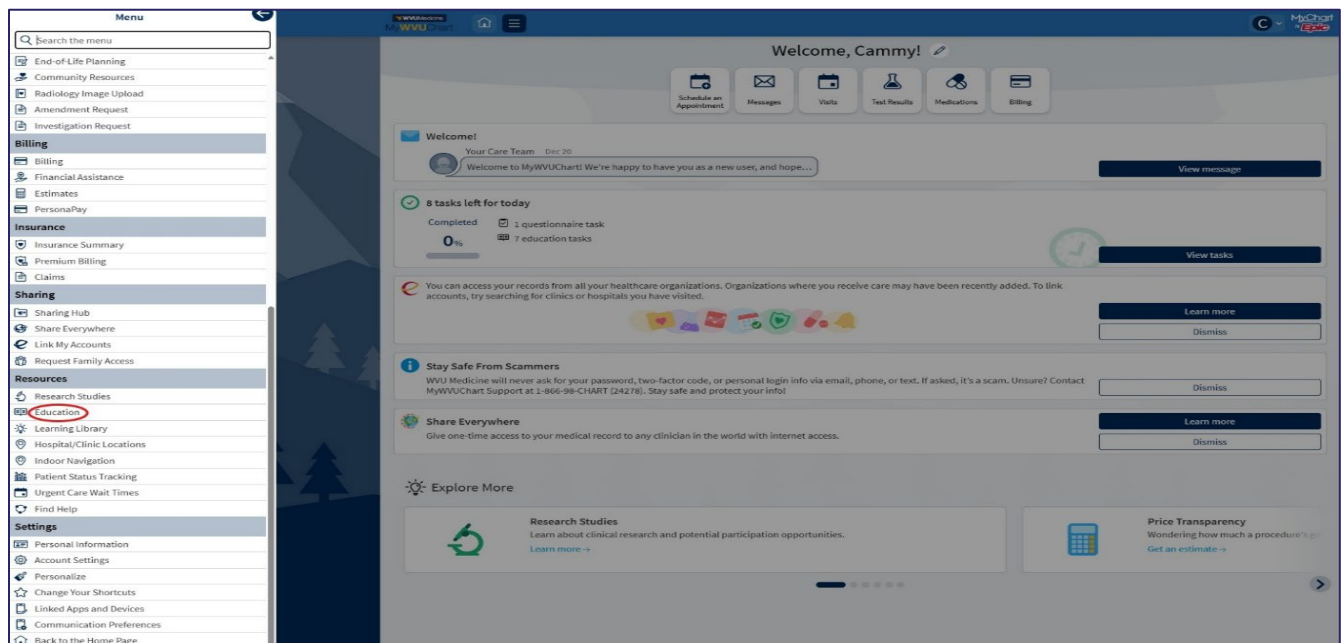 Menu
Search the menu
End-of-Life Planning
Community Resources
Radiology Image Upload
Amendment Request
Investigation Request
Billing
Billing
Financial Assistance
Estimates
PersonaPay
Insurance
Insurance Summary
Premium Billing
Claims
Sharing
Sharing Hub
Share Everywhere
Link My Accounts
Request Family Access
Resources
Research Studies
Education
Learning Library
Hospital/Clinic Locations
Indoor Navigation
Patient Status Tracking
Urgent Care Wait Times
Find Help
Settings
Personal Information
Account Settings
Personalize
Change Your Shortcuts
Linked Apps and Devices
Communication Preferences
Back to the Home Page
WVUMedicine
MyWVUChart
C
MyChart
by Epic
Welcome, Cammy!
Schedule an
Appointment
Messages
Visits
Test Results
Medications
Billing
Welcome!
Your Care Team Dec 20
Welcome to MyWVUChart! We're happy to have you as a new user, and hope...
View message
8 tasks left for today
Completed
0%
1 questionnaire task
7 education tasks
View tasks
You can access your records from all your healthcare organizations. Organizations where you receive care may have been recently added. To link
accounts, try searching for clinics or hospitals you have visited.
Learn more
Dismiss
Stay Safe From Scammers
WVU Medicine will never ask for your password, two-factor code, or personal login info via email, phone, or text. If asked, it's a scam. Unsure? Contact
MyWVUChart Support at 1-866-98-CHART (24278). Stay safe and protect your info!
Dismiss
Share Everywhere
Give one-time access to your medical record to any clinician in the world with internet access.
Learn more
Dismiss
Explore More
Research Studies
Learn about clinical research and potential participation opportunities.
Learn more →
Price Transparency
Wondering how much a procedure's
Get an estimate →